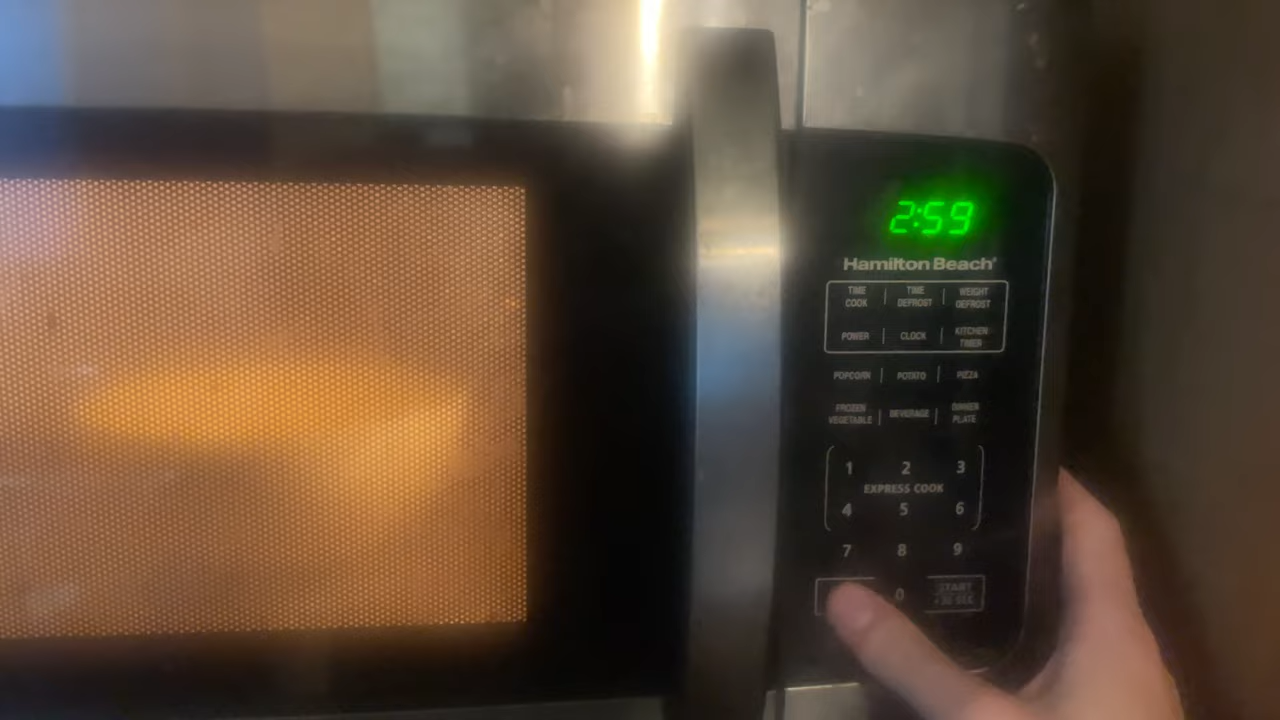 2:59
Hamilton Beach
TIME COOK | TIME DEFROST | WEIGHT DEFROST
POWER | CLOCK | KITCHEN TIMER
POPCORN | POTATO | PIZZA
FROZEN VEGETABLE | BEVERAGE | DINNER PLATE
1 2 3
EXPRESS COOK
4 5 6
7 8 9
0 START +30 SEC